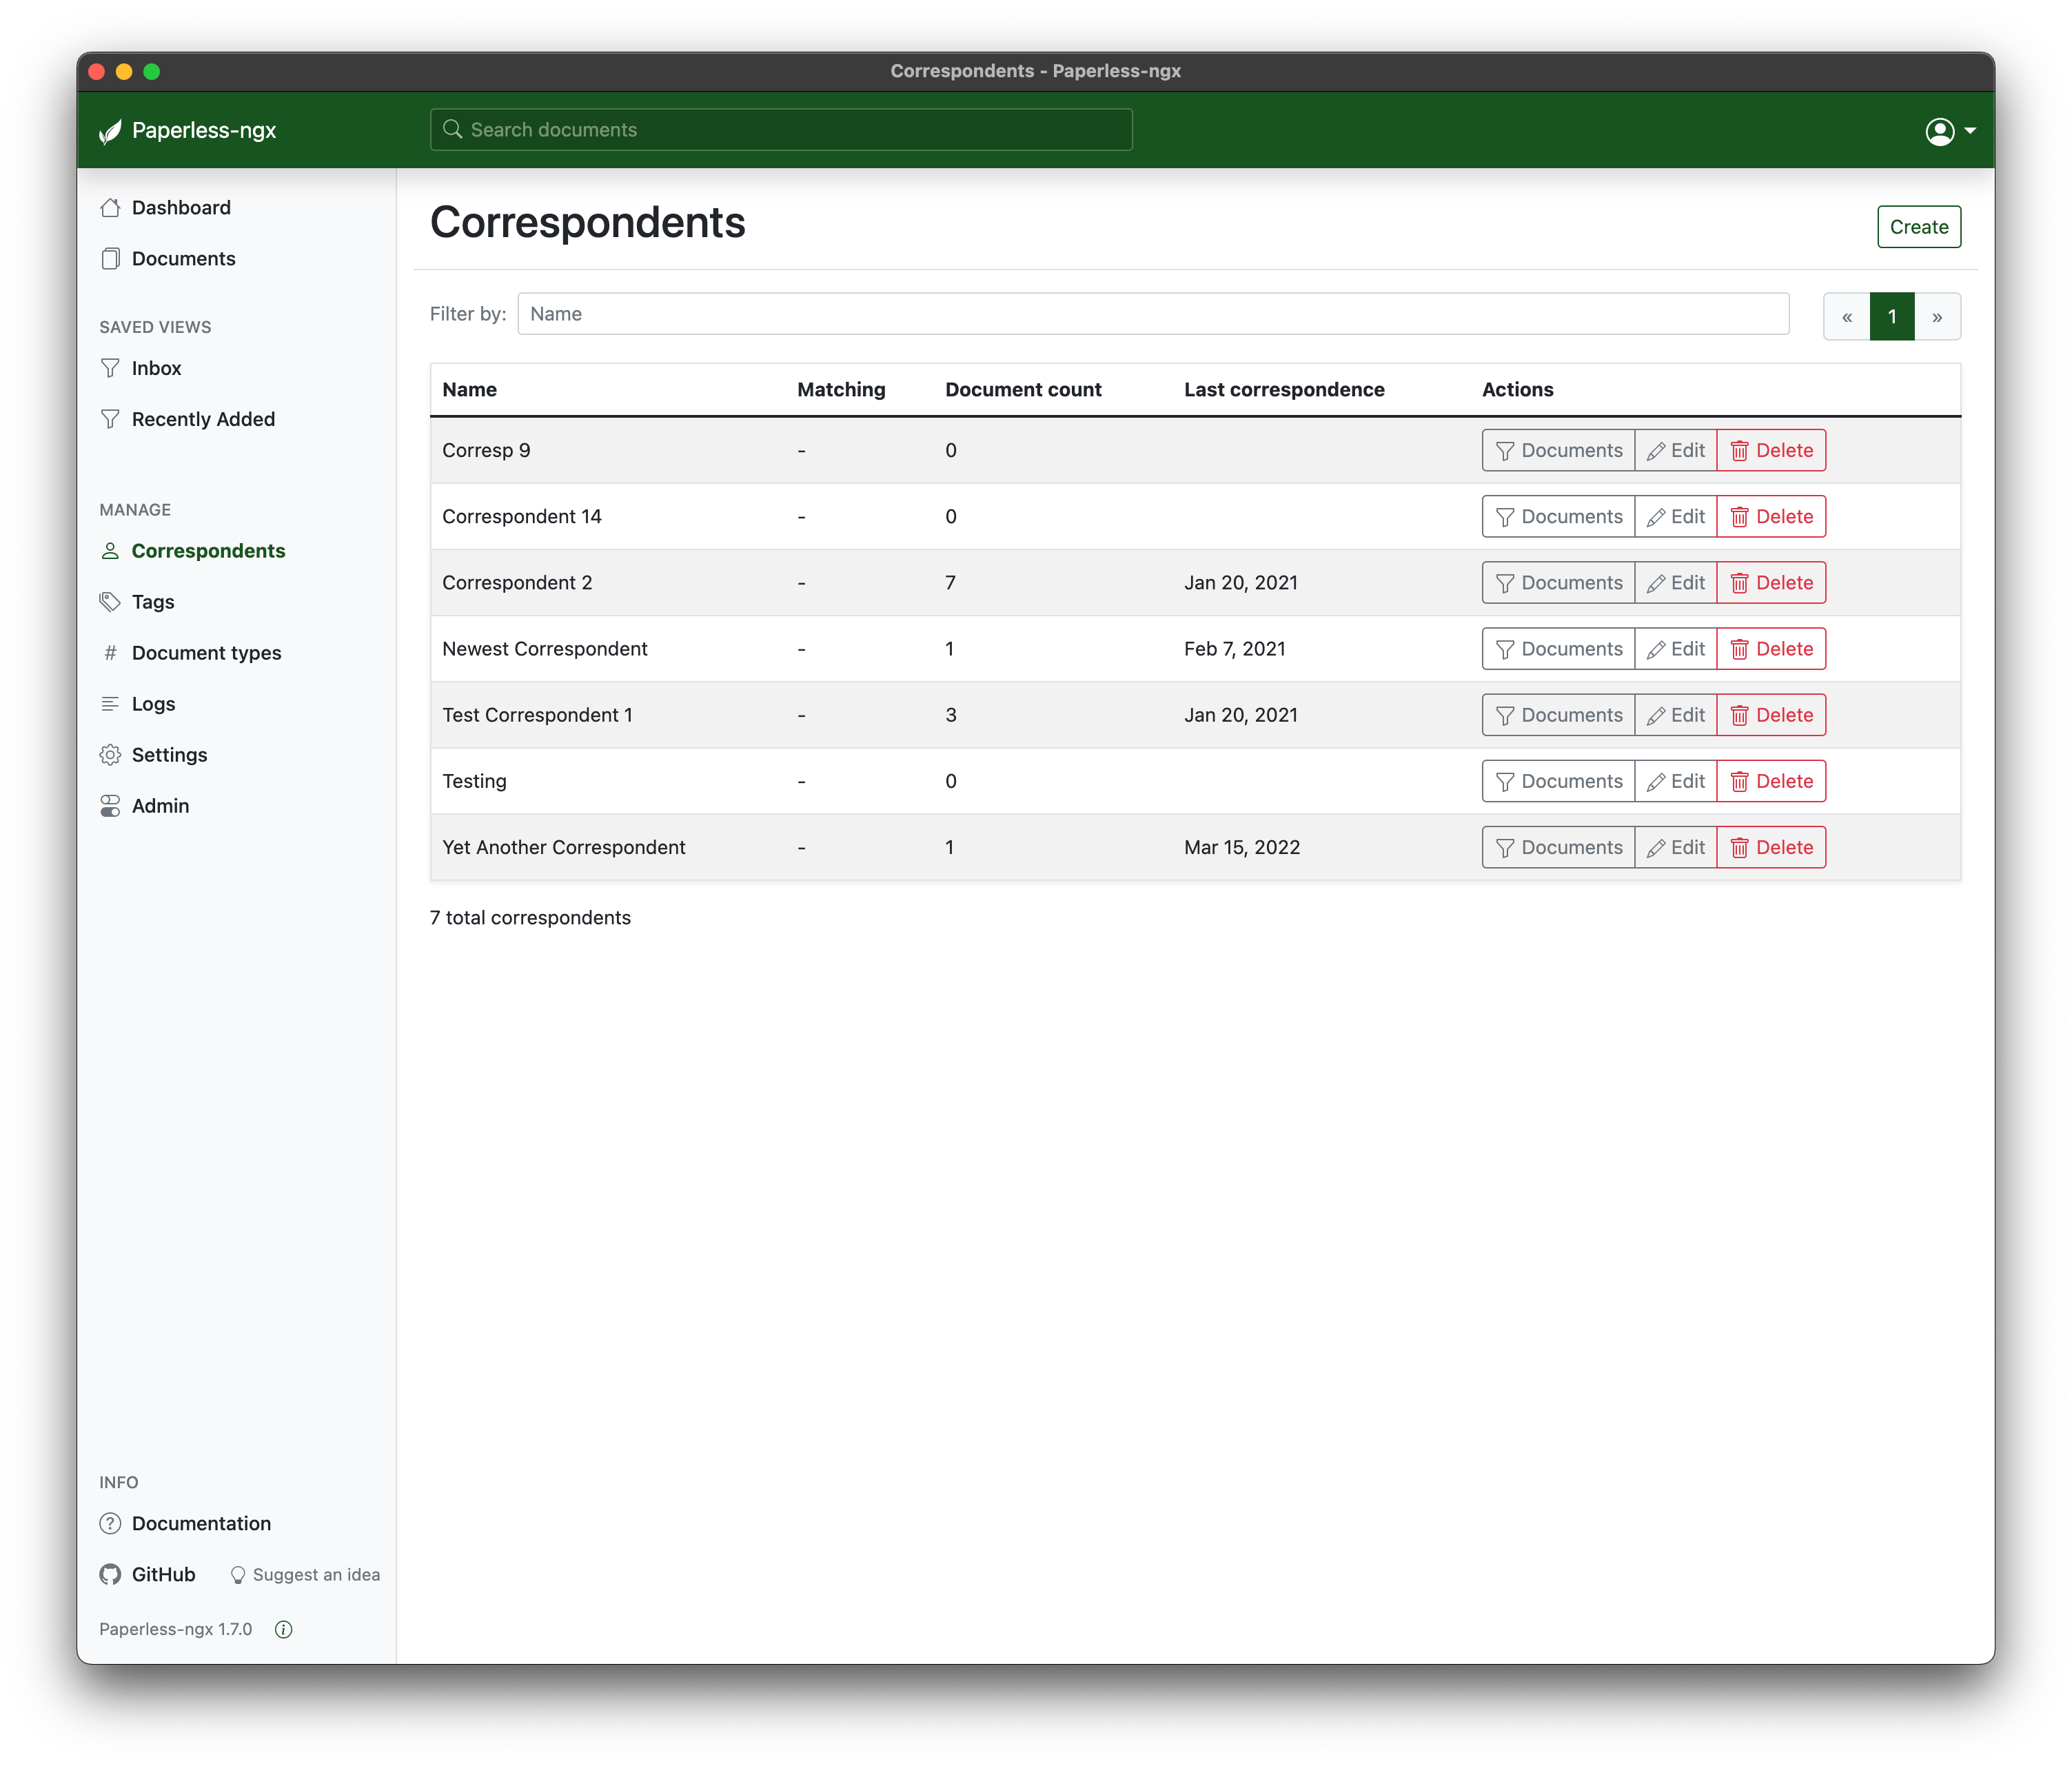 Correspondents - Paperless-ngx
Paperless-ngx
Search documents
Dashboard
Documents
SAVED VIEWS
Inbox
Recently Added
MANAGE
Correspondents
Tags
# Document types
Logs
Settings
Admin
INFO
? Documentation
GitHub Suggest an idea
Paperless-ngx 1.7.0 i
Correspondents
Create
Filter by: Name
« 1 »
Name Matching Document count Last correspondence Actions
Corresp 9 - 0 Documents Edit Delete
Correspondent 14 - 0 Documents Edit Delete
Correspondent 2 - 7 Jan 20, 2021 Documents Edit Delete
Newest Correspondent - 1 Feb 7, 2021 Documents Edit Delete
Test Correspondent 1 - 3 Jan 20, 2021 Documents Edit Delete
Testing - 0 Documents Edit Delete
Yet Another Correspondent - 1 Mar 15, 2022 Documents Edit Delete
7 total correspondents